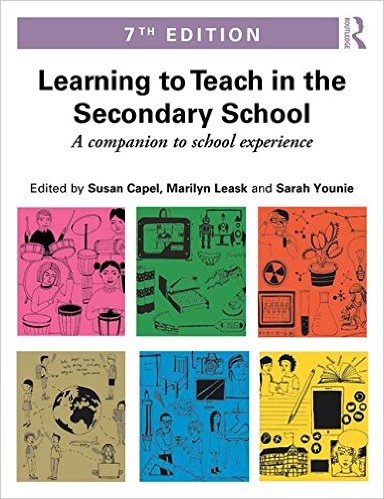 7TH EDITION
ROUTLEDGE
Learning to Teach in the
Secondary School
A companion to school experience
Edited by Susan Capel, Marilyn Leask and Sarah Younie